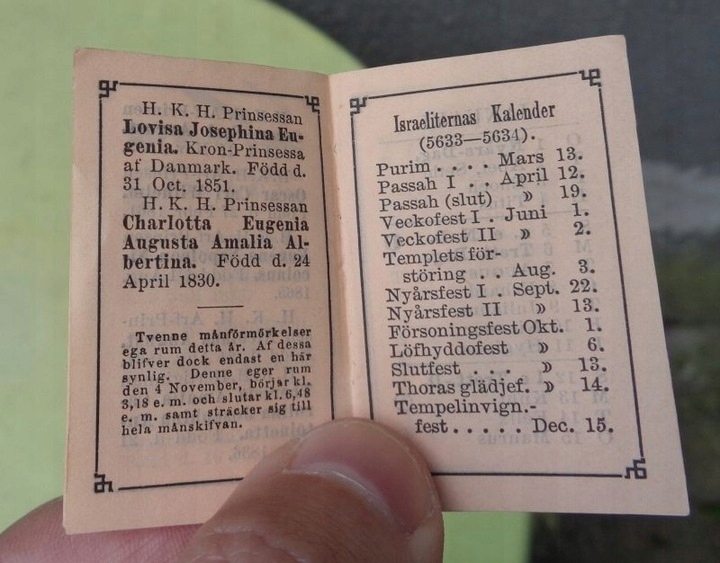 H. K. H. Prinsessan
Lovisa Josephina Eu-
genia. Kron-Prinsessa
af Danmark. Född d.
31 Oct. 1851.
H. K. H. Prinsessan
Charlotta Eugenia
Augusta Amalia Al-
bertina. Född d. 24
April 1830.
Tvenne månförmörkelser
ega rum detta år. Af dessa
blifver dock endast en här
synlig. Denne eger rum
den 4 November, börjar kl.
3,18 e. m. och slutar kl. 6,48
e. m. samt sträcker sig till
hela månskifvan.
Israeliternas Kalender
(5633—5634).
Purim . . . . Mars 13.
Passah I . . April 12.
Passah (slut) » 19.
Veckofest I . Juni 1.
Veckofest II » 2.
Templets för-
störing . . . Aug. 3.
Nyårsfest I . Sept. 22.
Nyårsfest II » 13.
Försoningsfest Okt. 1.
Löfhyddofest » 6.
Slutfest . . . » 13.
Thoras glädjef. » 14.
Tempelinvign.-
fest . . . . . Dec. 15.